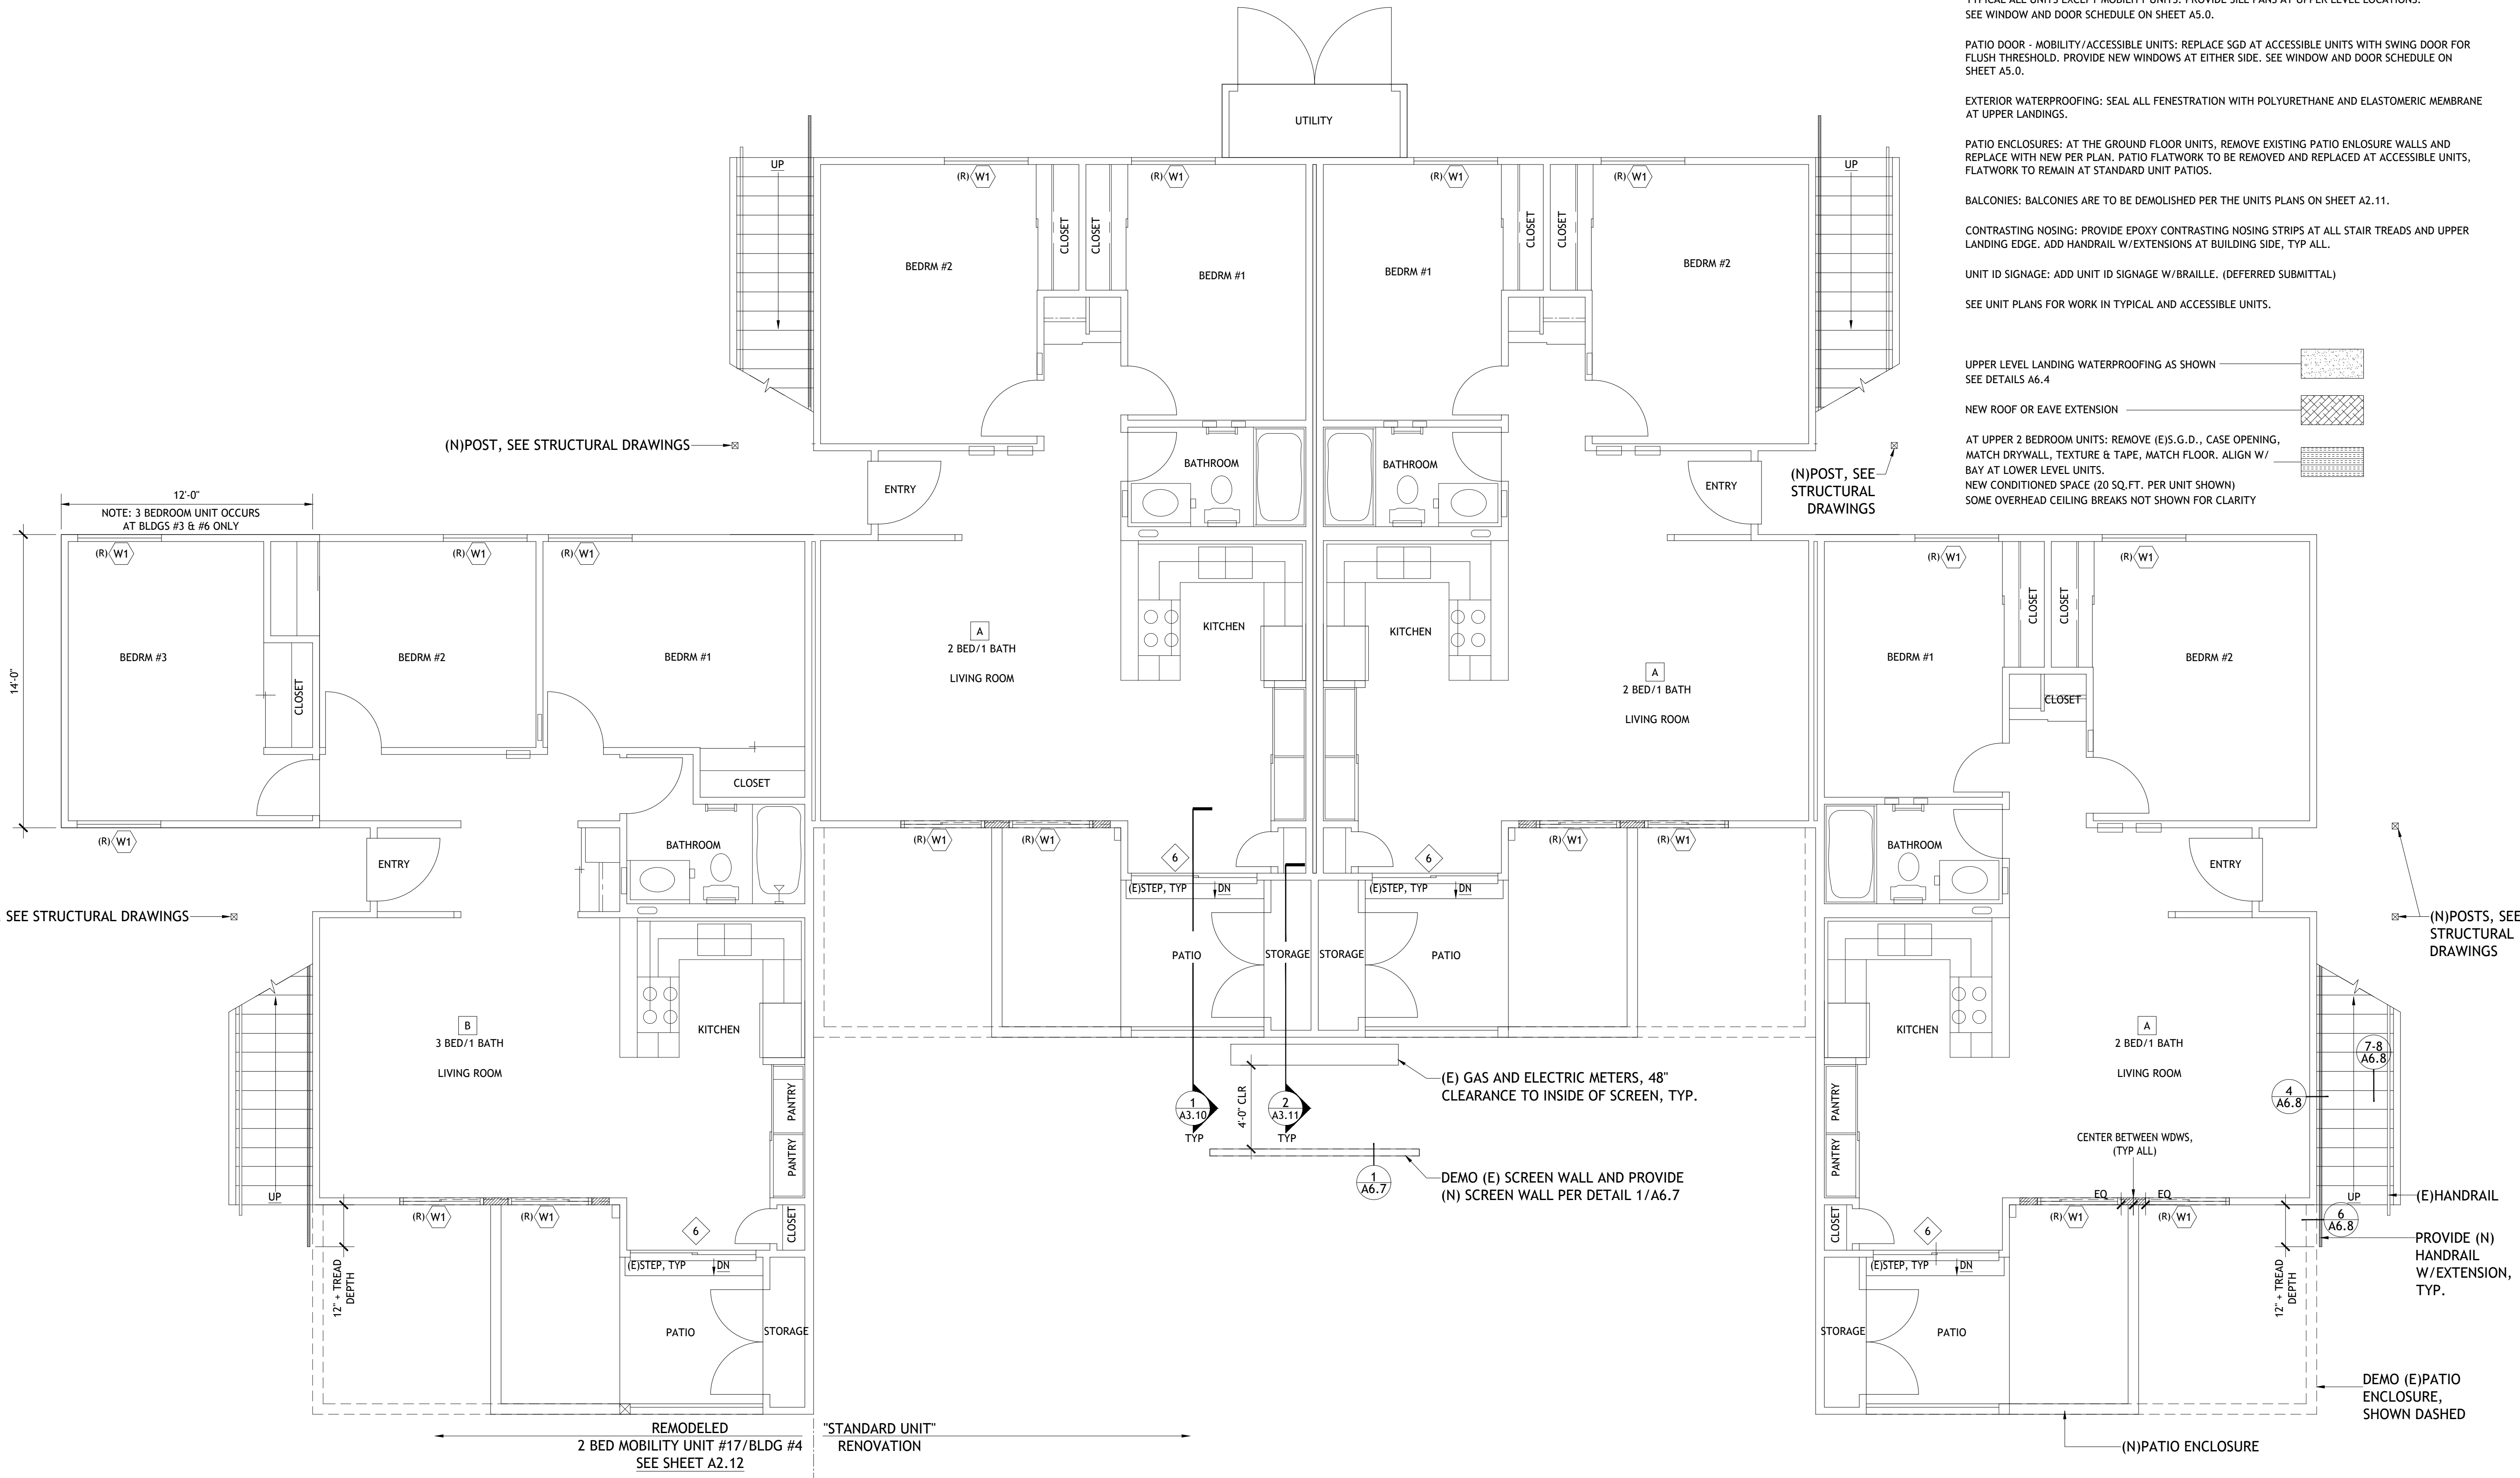 TYPICAL ALL UNITS EXCEPT MOBILITY UNITS. PROVIDE SILL PANS AT UPPER LEVEL LOCATIONS.
SEE WINDOW AND DOOR SCHEDULE ON SHEET A5.0.
PATIO DOOR - MOBILITY/ACCESSIBLE UNITS: REPLACE SGD AT ACCESSIBLE UNITS WITH SWING DOOR FOR
FLUSH THRESHOLD. PROVIDE NEW WINDOWS AT EITHER SIDE. SEE WINDOW AND DOOR SCHEDULE ON
SHEET A5.0.
EXTERIOR WATERPROOFING: SEAL ALL FENESTRATION WITH POLYURETHANE AND ELASTOMERIC MEMBRANE
AT UPPER LANDINGS.
PATIO ENCLOSURES: AT THE GROUND FLOOR UNITS, REMOVE EXISTING PATIO ENLOSURE WALLS AND
REPLACE WITH NEW PER PLAN. PATIO FLATWORK TO BE REMOVED AND REPLACED AT ACCESSIBLE UNITS,
FLATWORK TO REMAIN AT STANDARD UNIT PATIOS.
BALCONIES: BALCONIES ARE TO BE DEMOLISHED PER THE UNITS PLANS ON SHEET A2.11.
CONTRASTING NOSING: PROVIDE EPOXY CONTRASTING NOSING STRIPS AT ALL STAIR TREADS AND UPPER
LANDING EDGE. ADD HANDRAIL W/EXTENSIONS AT BUILDING SIDE, TYP ALL.
UNIT ID SIGNAGE: ADD UNIT ID SIGNAGE W/BRAILLE. (DEFERRED SUBMITTAL)
SEE UNIT PLANS FOR WORK IN TYPICAL AND ACCESSIBLE UNITS.
UPPER LEVEL LANDING WATERPROOFING AS SHOWN
SEE DETAILS A6.4
NEW ROOF OR EAVE EXTENSION
AT UPPER 2 BEDROOM UNITS: REMOVE (E)S.G.D., CASE OPENING,
MATCH DRYWALL, TEXTURE & TAPE, MATCH FLOOR. ALIGN W/
BAY AT LOWER LEVEL UNITS.
NEW CONDITIONED SPACE (20 SQ.FT. PER UNIT SHOWN)
SOME OVERHEAD CEILING BREAKS NOT SHOWN FOR CLARITY
UTILITY
UP
(R) W1
(R) W1
(R) W1
(R) W1
UP
CLOSET
CLOSET
CLOSET
CLOSET
BEDRM #2
BEDRM #1
BEDRM #1
BEDRM #2
(N)POST, SEE STRUCTURAL DRAWINGS
BATHROOM
BATHROOM
ENTRY
ENTRY
(N)POST, SEE
STRUCTURAL
DRAWINGS
12'-0"
NOTE: 3 BEDROOM UNIT OCCURS
AT BLDGS #3 & #6 ONLY
14'-0"
(R) W1
(R) W1
(R) W1
(R) W1
(R) W1
BEDRM #3
CLOSET
BEDRM #2
BEDRM #1
CLOSET
A
2 BED/1 BATH
LIVING ROOM
KITCHEN
KITCHEN
A
2 BED/1 BATH
LIVING ROOM
CLOSET
CLOSET
CLOSET
BEDRM #1
BEDRM #2
(R) W1
ENTRY
BATHROOM
(R) W1
(R) W1
(R) W1
(R) W1
6
6
(E)STEP, TYP
DN
(E)STEP, TYP
DN
PATIO
STORAGE
STORAGE
PATIO
BATHROOM
ENTRY
SEE STRUCTURAL DRAWINGS
(N)POSTS, SEE
STRUCTURAL
DRAWINGS
B
3 BED/1 BATH
LIVING ROOM
KITCHEN
PANTRY
PANTRY
CLOSET
UP
(R) W1
(R) W1
6
12" + TREAD
DEPTH
(E)STEP, TYP
DN
PATIO
STORAGE
1
A3.10
TYP
2
A3.11
TYP
4'-0" CLR
(E) GAS AND ELECTRIC METERS, 48"
CLEARANCE TO INSIDE OF SCREEN, TYP.
1
A6.7
DEMO (E) SCREEN WALL AND PROVIDE
(N) SCREEN WALL PER DETAIL 1/A6.7
KITCHEN
PANTRY
PANTRY
CLOSET
A
2 BED/1 BATH
LIVING ROOM
CENTER BETWEEN WDWS,
(TYP ALL)
EQ
EQ
(R) W1
(R) W1
6
7-8
A6.8
4
A6.8
UP
6
A6.8
(E)HANDRAIL
PROVIDE (N)
HANDRAIL
W/EXTENSION,
TYP.
12" + TREAD
DEPTH
(E)STEP, TYP
DN
STORAGE
PATIO
DEMO (E)PATIO
ENCLOSURE,
SHOWN DASHED
(N)PATIO ENCLOSURE
REMODELED
2 BED MOBILITY UNIT #17/BLDG #4
SEE SHEET A2.12
"STANDARD UNIT"
RENOVATION